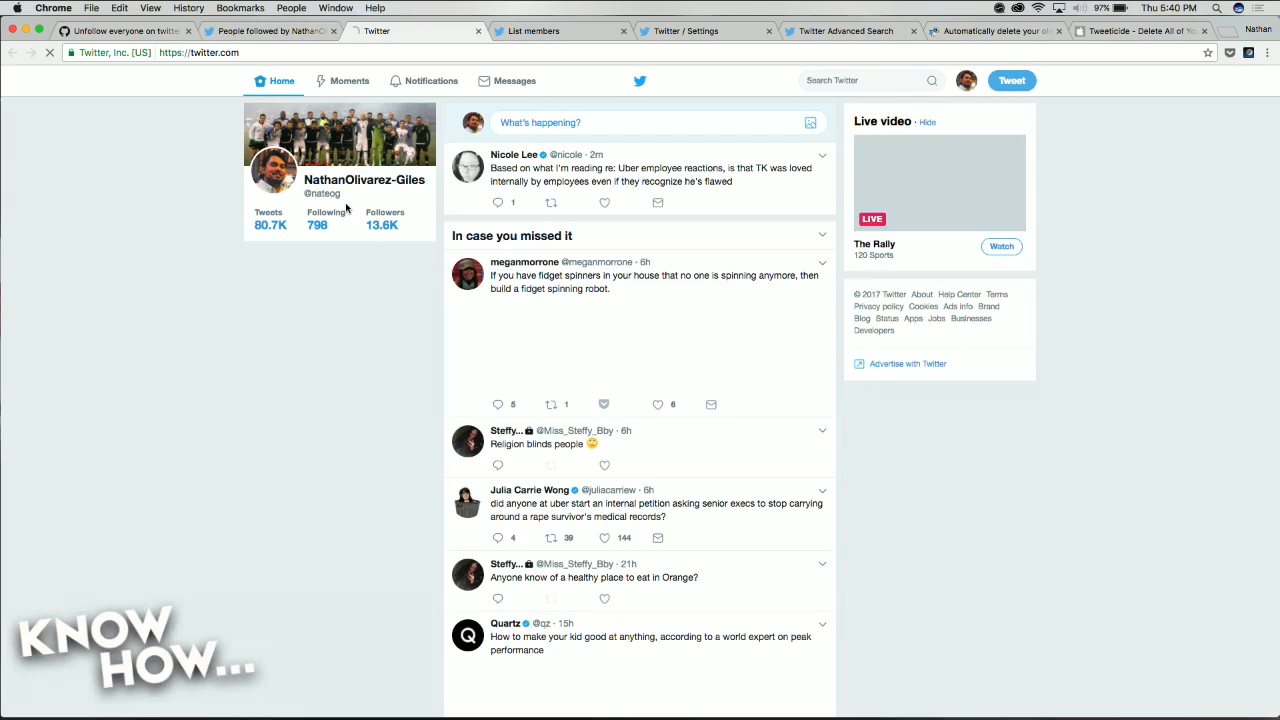 Chrome File Edit View History Bookmarks People Window Help 97% Thu 5:40 PM
Unfollow everyone on twitte People followed by NathanO Twitter List members Twitter / Settings Twitter Advanced Search Automatically delete your ol Tweeticide - Delete All of Yo Nathan
Twitter, Inc. [US] https://twitter.com
Home Moments Notifications Messages Search Twitter Tweet
NathanOlivarez-Giles
@nateog
Tweets Following Followers
80.7K 798 13.6K
What's happening?
Nicole Lee @nicole · 2m
Based on what I'm reading re: Uber employee reactions, is that TK was loved
internally by employees even if they recognize he's flawed
1
In case you missed it
meganmorrone @meganmorrone · 6h
If you have fidget spinners in your house that no one is spinning anymore, then
build a fidget spinning robot.
5 1 6
Steffy... @Miss_Steffy_Bby · 6h
Religion blinds people 🙄
Julia Carrie Wong @juliacarriew · 6h
did anyone at uber start an internal petition asking senior execs to stop carrying
around a rape survivor's medical records?
4 39 144
Steffy... @Miss_Steffy_Bby · 21h
Anyone know of a healthy place to eat in Orange?
Quartz @qz · 15h
Q
How to make your kid good at anything, according to a world expert on peak
performance
Live video · Hide
LIVE
The Rally
120 Sports
Watch
© 2017 Twitter About Help Center Terms
Privacy policy Cookies Ads info Brand
Blog Status Apps Jobs Businesses
Developers
Advertise with Twitter
KNOW
HOW...